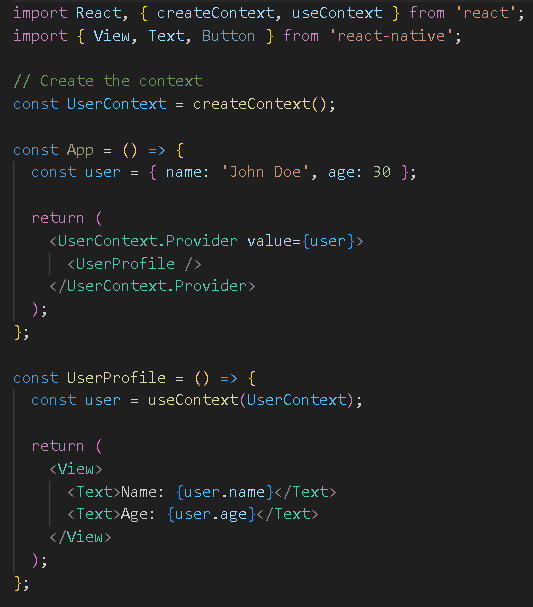 import React, { createContext, useContext } from 'react';
import { View, Text, Button } from 'react-native';

// Create the context
const UserContext = createContext();

const App = () => {
  const user = { name: 'John Doe', age: 30 };

  return (
    <UserContext.Provider value={user}>
      <UserProfile />
    </UserContext.Provider>
  );
};

const UserProfile = () => {
  const user = useContext(UserContext);

  return (
    <View>
      <Text>Name: {user.name}</Text>
      <Text>Age: {user.age}</Text>
    </View>
  );
};